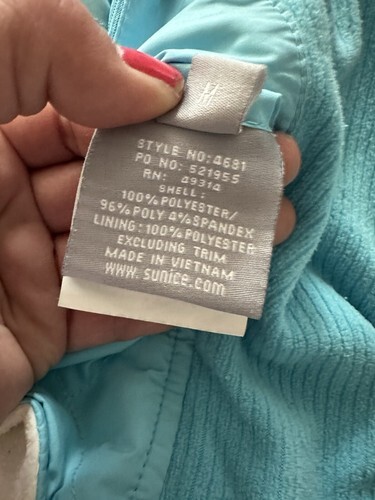 STYLE NO:4681
PO NO: 521955
RN: 49314
SHELL:
100% POLYESTER/
96% POLY 4% SPANDEX
LINING: 100% POLYESTER
EXCLUDING TRIM
MADE IN VIETNAM
www.sunice.com